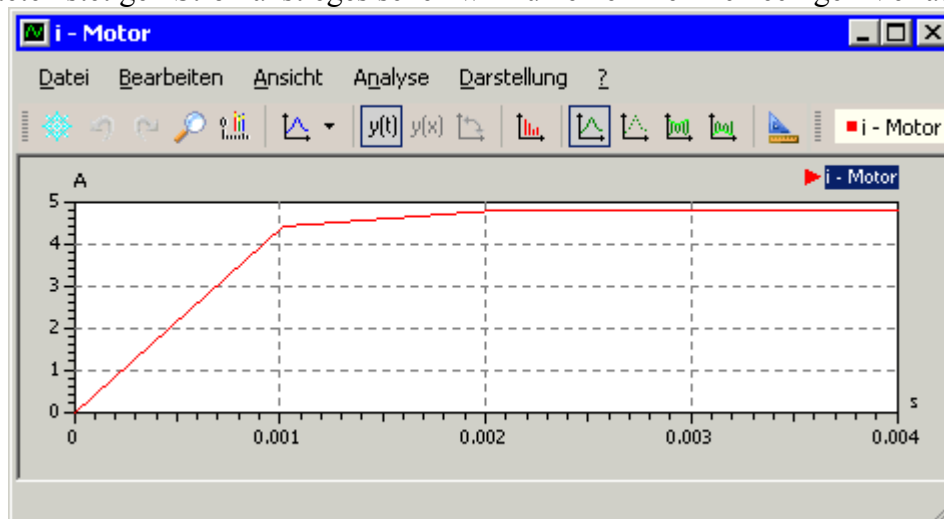 i - Motor
Datei Bearbeiten Ansicht Analyse Darstellung ?
y(t) y(x) i - Motor
A i - Motor
5
4
3
2
1
0
s
0 0.001 0.002 0.003 0.004